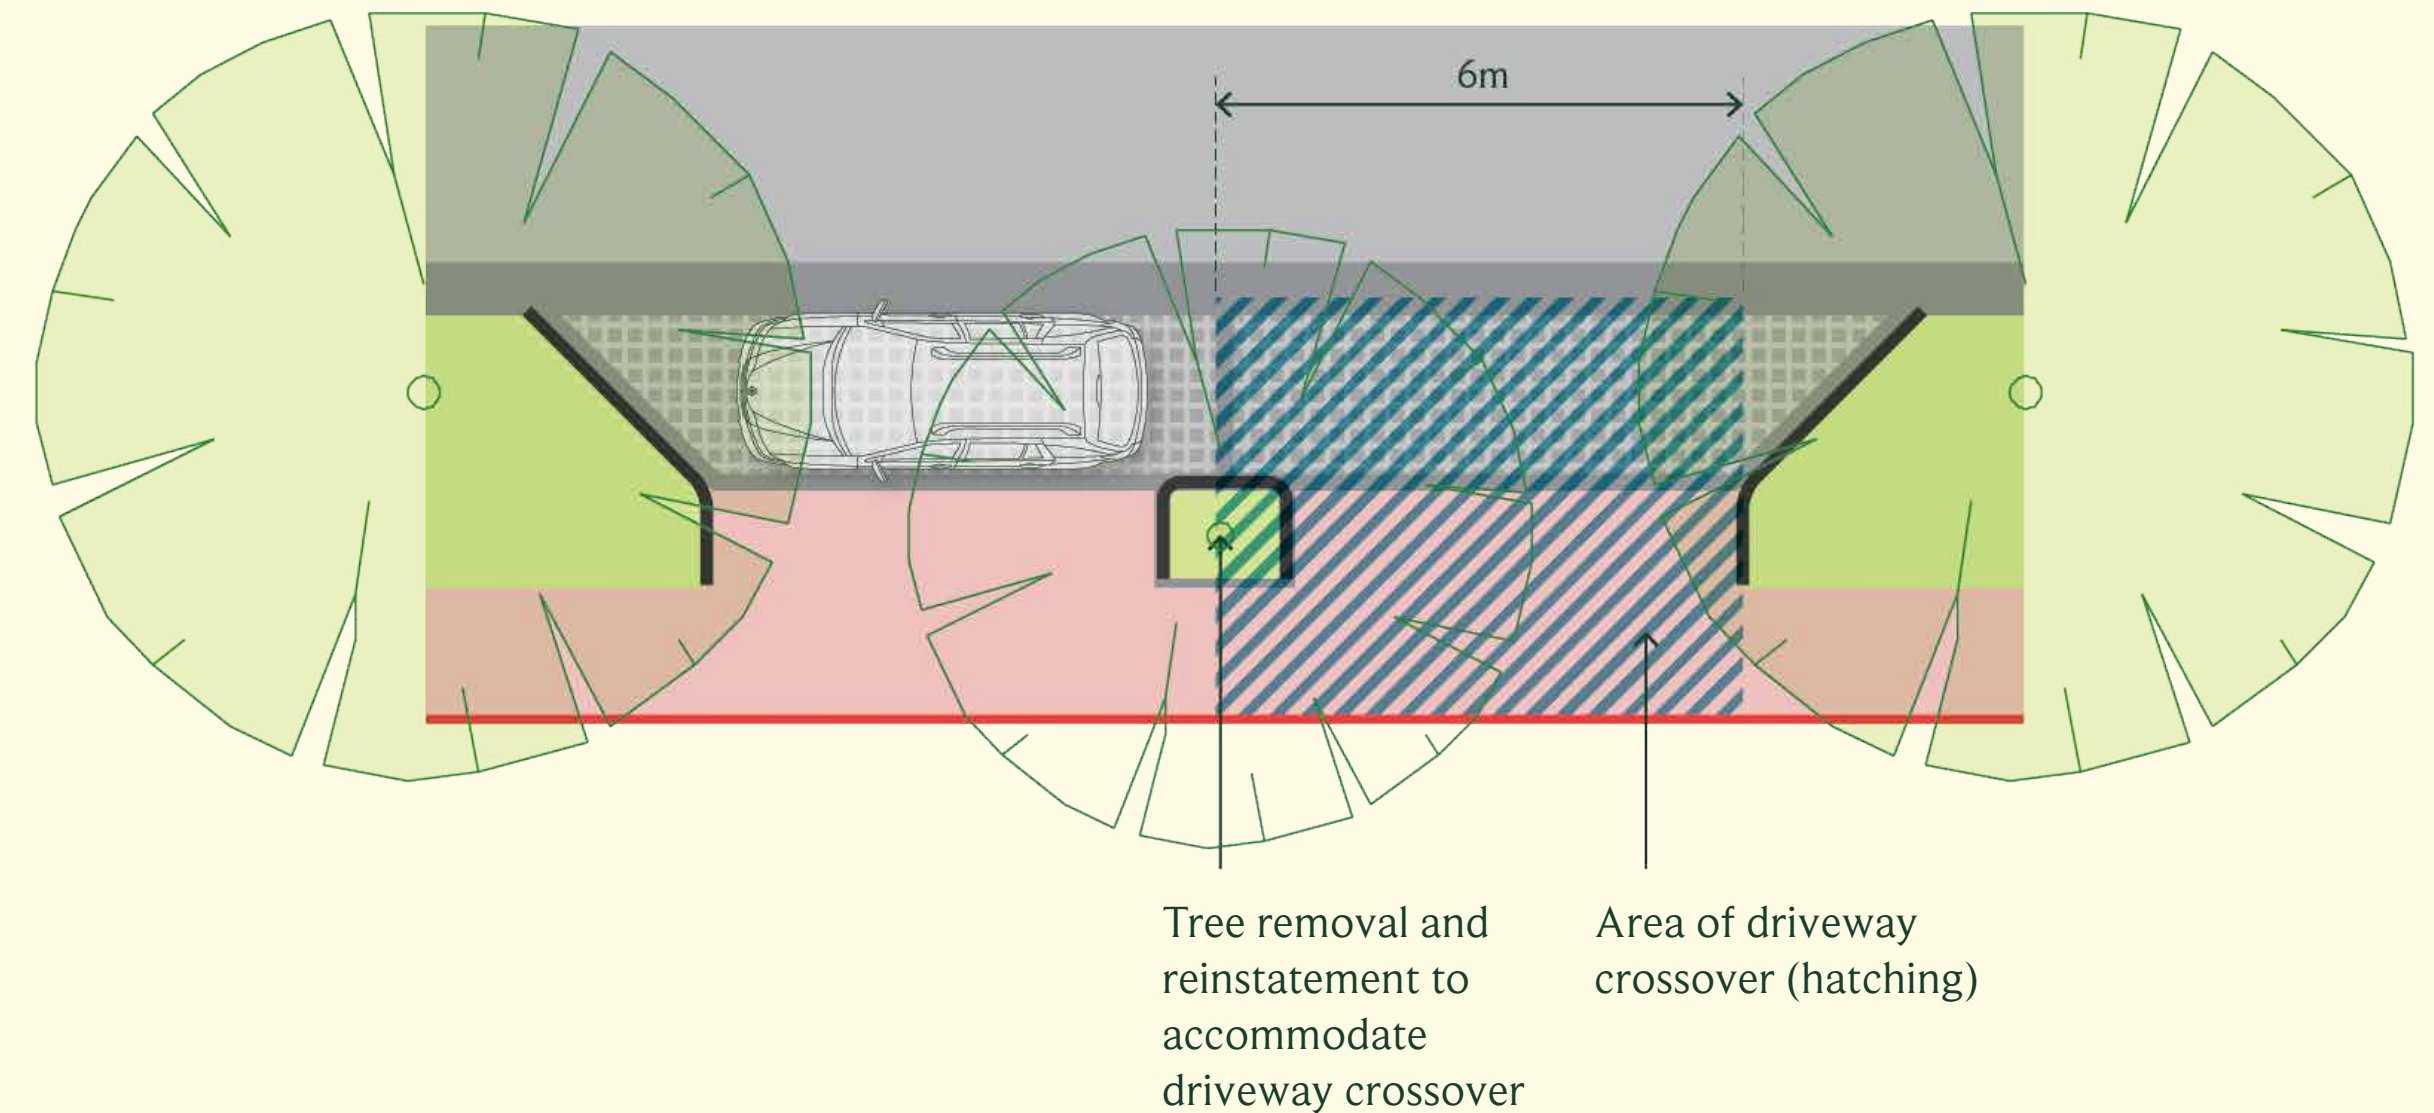 6m
Tree removal and
reinstatement to
accommodate
driveway crossover
Area of driveway
crossover (hatching)